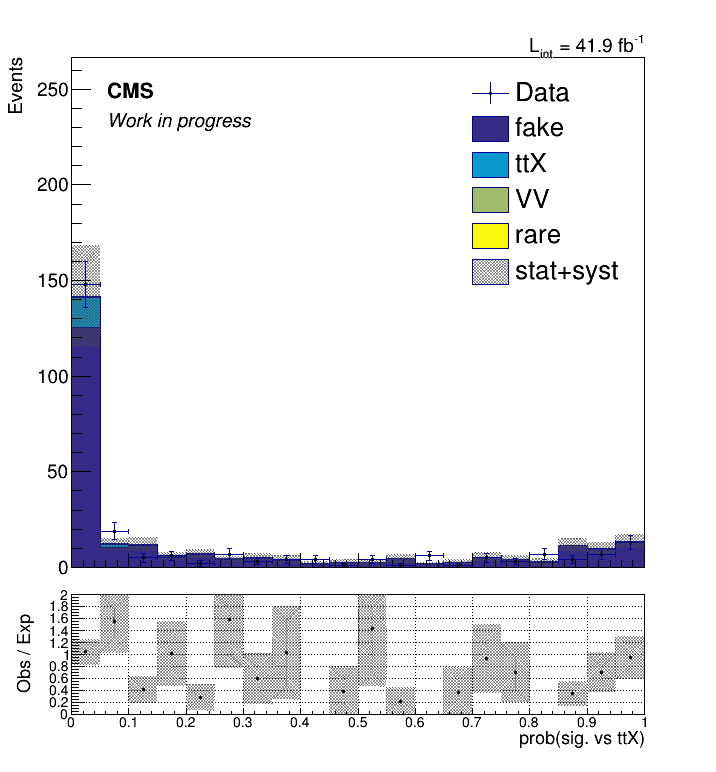 L_int = 41.9 fb^-1
Events
CMS
Work in progress
Data
fake
ttX
VV
rare
stat+syst
250
200
150
100
50
0
Obs / Exp
2
1.8
1.6
1.4
1.2
1
0.8
0.6
0.4
0.2
0
0 0.1 0.2 0.3 0.4 0.5 0.6 0.7 0.8 0.9 1
prob(sig. vs ttX)